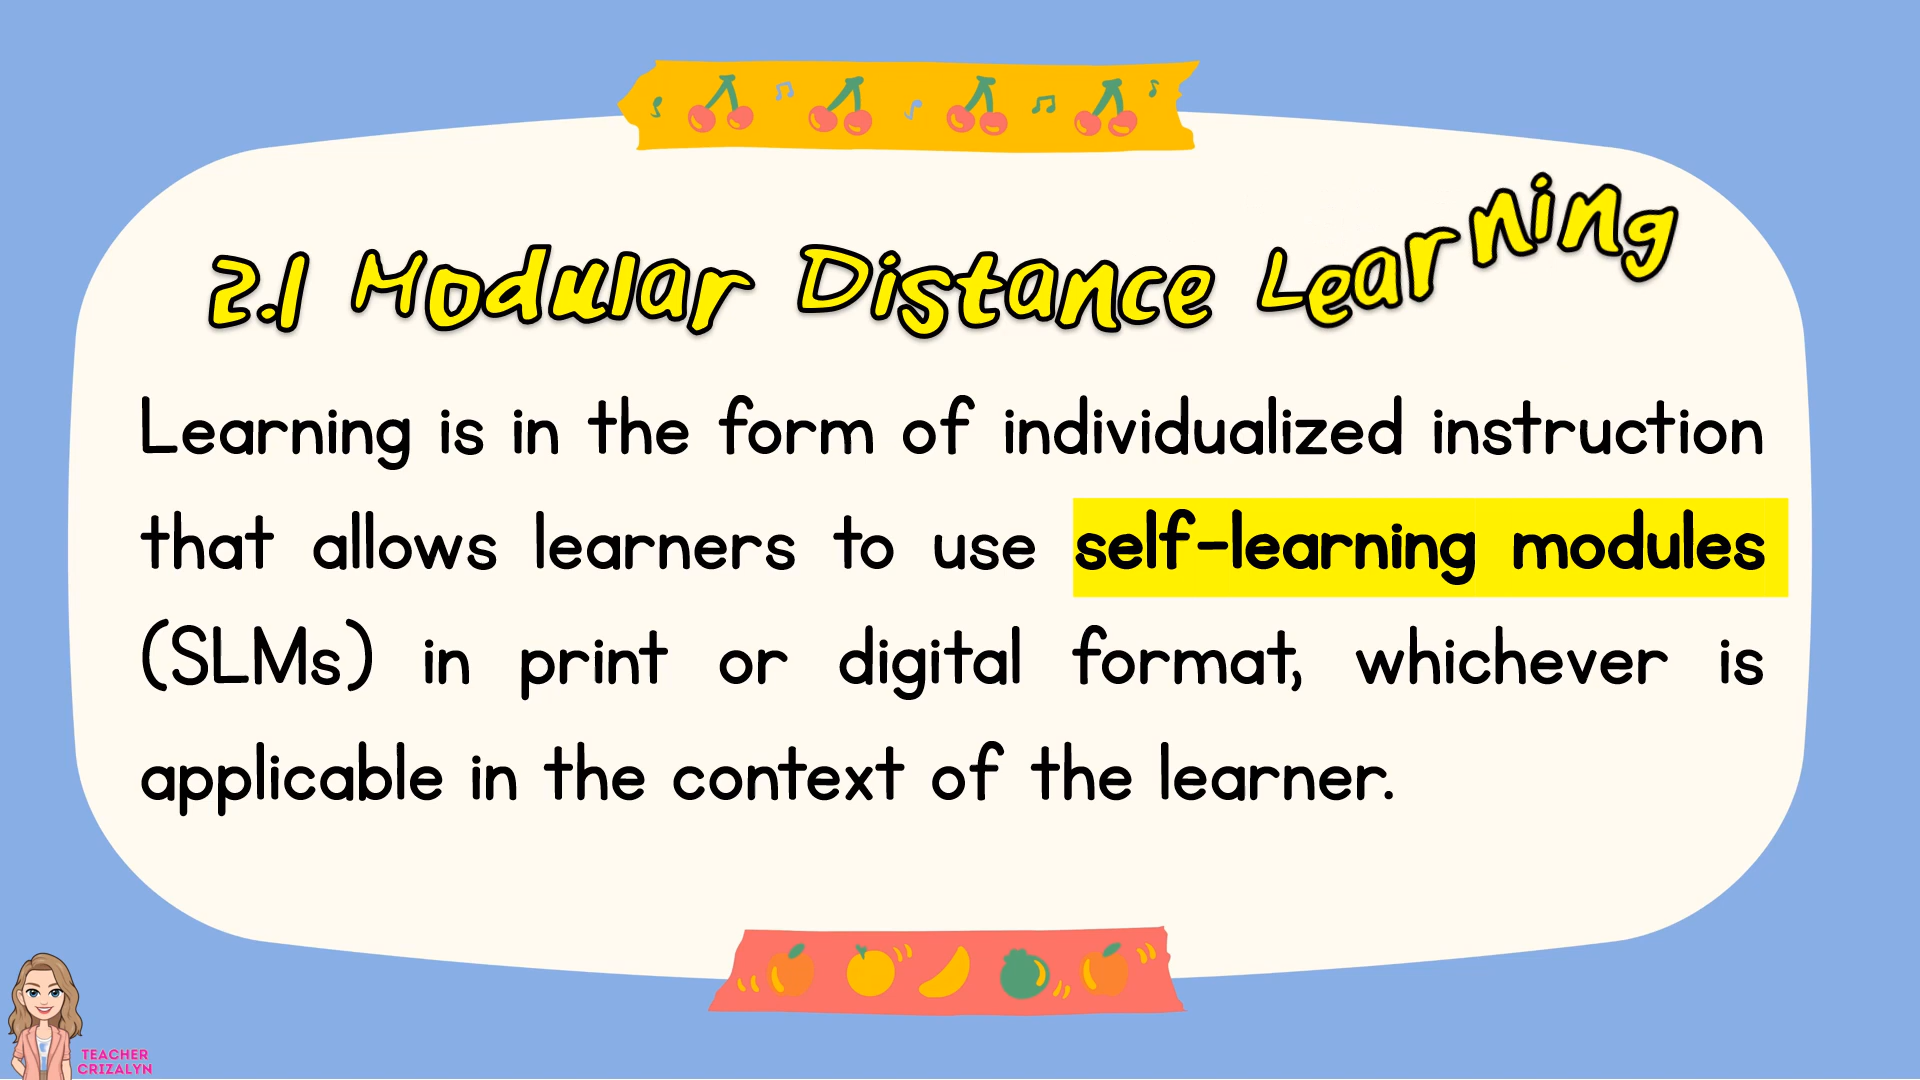 2.1 Modular Distance Learning
Learning is in the form of individualized instruction
that allows learners to use self-learning modules
(SLMs) in print or digital format, whichever is
applicable in the context of the learner.
TEACHER
CRIZALYN